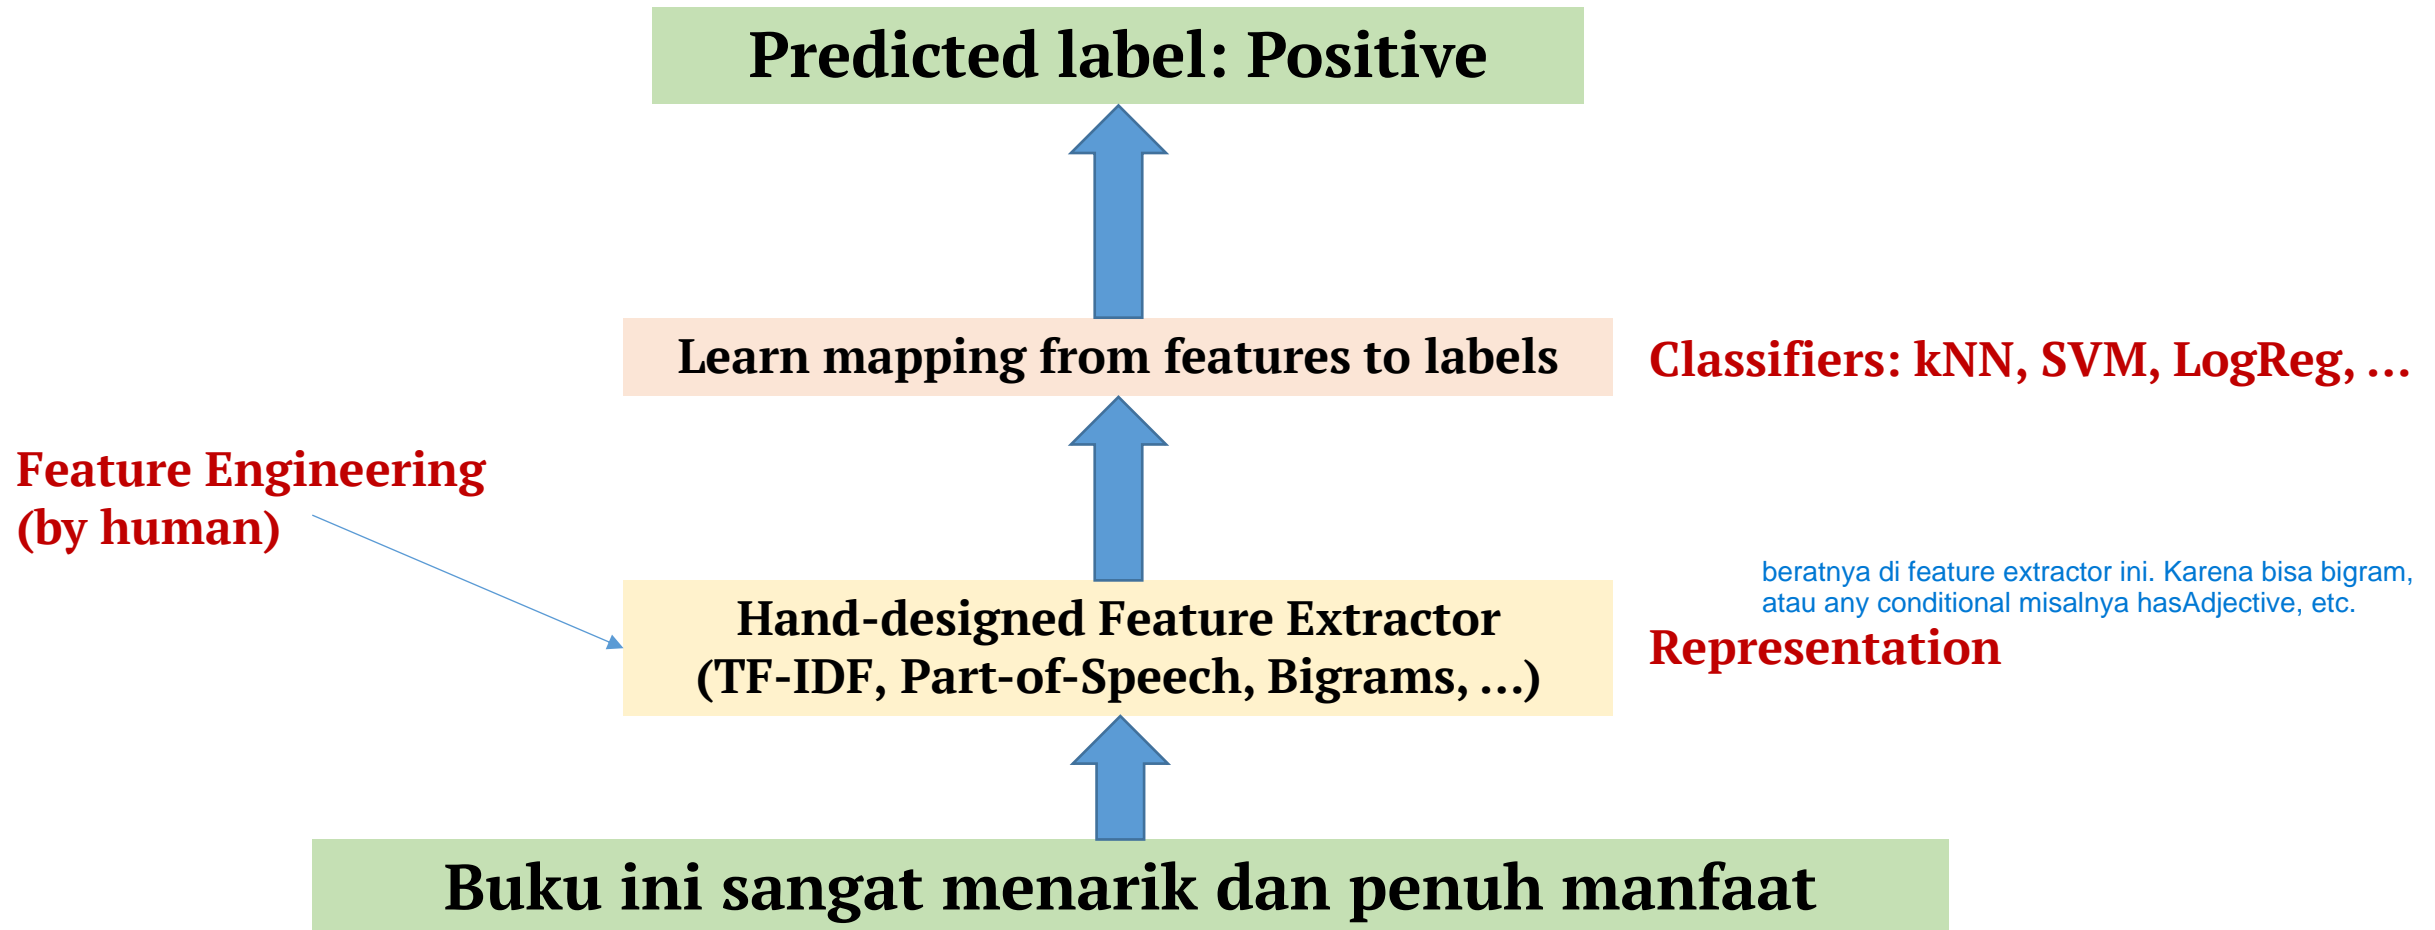 Predicted label: Positive
Learn mapping from features to labels
Classifiers: kNN, SVM, LogReg, ...
Feature Engineering
(by human)
beratnya di feature extractor ini. Karena bisa bigram,
atau any conditional misalnya hasAdjective, etc.
Hand-designed Feature Extractor
(TF-IDF, Part-of-Speech, Bigrams, ...)
Representation
Buku ini sangat menarik dan penuh manfaat